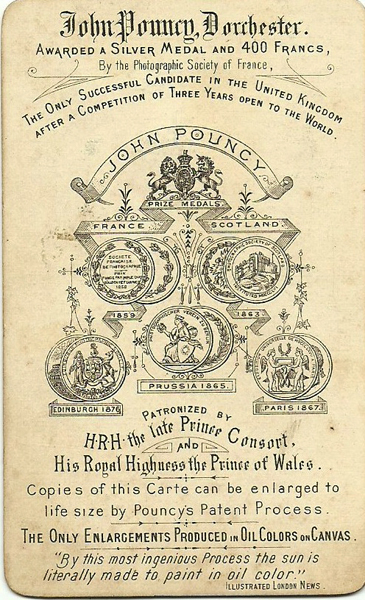 John Pouncy, Dorchester.
AWARDED A SILVER MEDAL AND 400 FRANCS,
By the Photographic Society of France,
THE ONLY SUCCESSFUL CANDIDATE IN THE UNITED KINGDOM
AFTER A COMPETITION OF THREE YEARS OPEN TO THE WORLD.
JOHN POUNCY
PRIZE MEDALS
FRANCE
SCOTLAND
SOCIÉTÉ
FRANÇAISE
DE PHOTOGRAPHIE
1859
1863
PRUSSIA 1865.
EDINBURGH 1876
PARIS 1867.
PATRONIZED BY
H·R·H· the late Prince Consort,
AND
His Royal Highness the Prince of Wales.
Copies of this Carte can be enlarged to
life size by Pouncy's Patent Process.
THE ONLY ENLARGEMENTS PRODUCED IN OIL COLORS ON CANVAS.
"By this most ingenious Process the sun is
literally made to paint in oil color."
ILLUSTRATED LONDON NEWS.